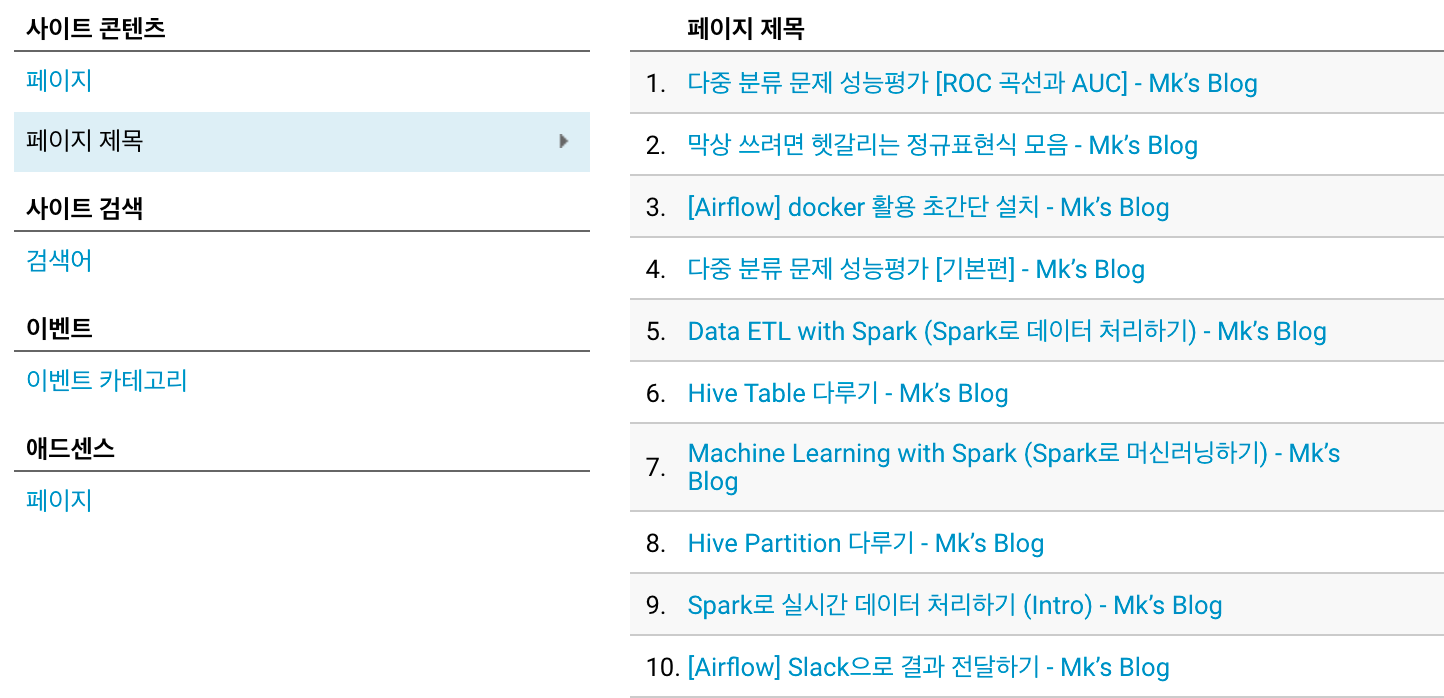 사이트 콘텐츠
페이지
페이지 제목
사이트 검색
검색어
이벤트
이벤트 카테고리
애드센스
페이지
페이지 제목
1. 다중 분류 문제 성능평가 [ROC 곡선과 AUC] - Mk’s Blog
2. 막상 쓰려면 헷갈리는 정규표현식 모음 - Mk’s Blog
3. [Airflow] docker 활용 초간단 설치 - Mk’s Blog
4. 다중 분류 문제 성능평가 [기본편] - Mk’s Blog
5. Data ETL with Spark (Spark로 데이터 처리하기) - Mk’s Blog
6. Hive Table 다루기 - Mk’s Blog
7. Machine Learning with Spark (Spark로 머신러닝하기) - Mk’s
Blog
8. Hive Partition 다루기 - Mk’s Blog
9. Spark로 실시간 데이터 처리하기 (Intro) - Mk’s Blog
10. [Airflow] Slack으로 결과 전달하기 - Mk’s Blog